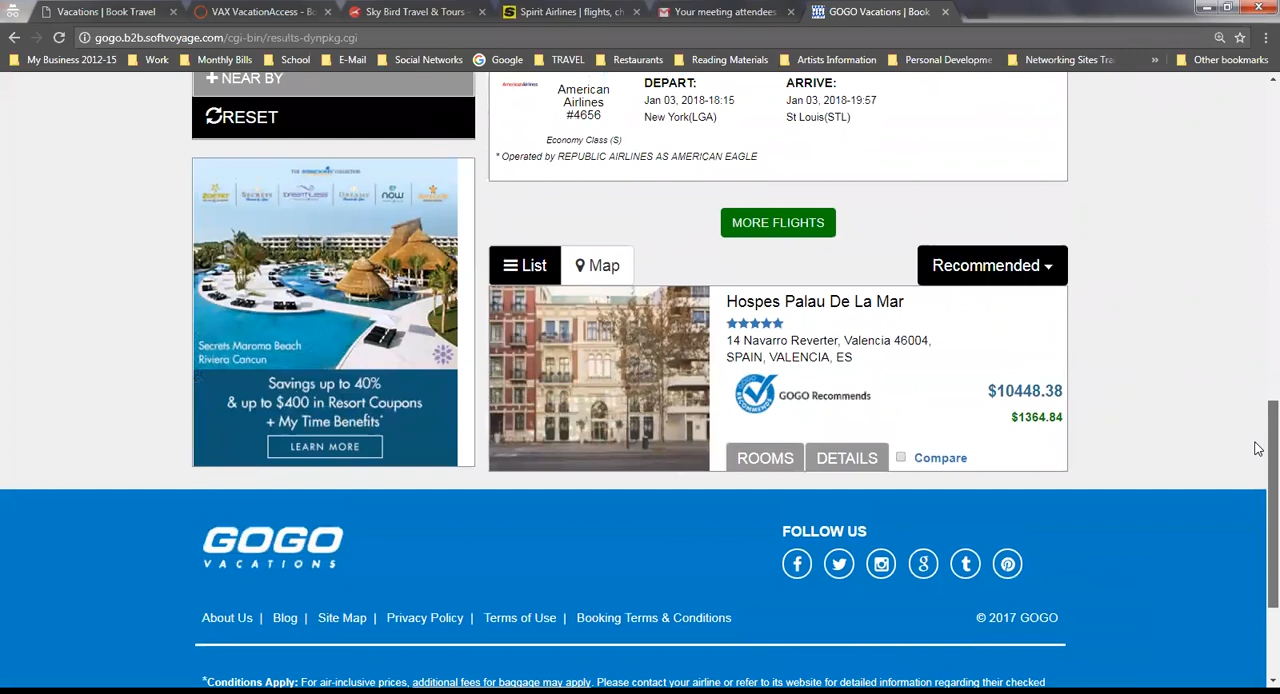 Vacations | Book Travel
VAX VacationAccess - Bo
Sky Bird Travel & Tours -
Spirit Airlines | flights, ch
Your meeting attendees
GOGO Vacations | Book
gogo.b2b.softvoyage.com/cgi-bin/results-dynpkg.cgi
My Business 2012-15
Work
Monthly Bills
School
E-Mail
Social Networks
Google
TRAVEL
Restaurants
Reading Materials
Artists Information
Personal Developme
Networking Sites Tra
Other bookmarks
NEAR BY
RESET
AmericanAirlines
American
Airlines
#4656
DEPART:
Jan 03, 2018-18:15
New York(LGA)
ARRIVE:
Jan 03, 2018-19:57
St Louis(STL)
Economy Class (S)
* Operated by REPUBLIC AIRLINES AS AMERICAN EAGLE
MORE FLIGHTS
List
Map
Recommended
SECRETS
DREAMS
NOW
Secrets Maroma Beach
Riviera Cancun
Savings up to 40%
& up to $400 in Resort Coupons
+ My Time Benefits*
LEARN MORE
Hospes Palau De La Mar
14 Navarro Reverter, Valencia 46004,
SPAIN, VALENCIA, ES
GOGO Recommends
$10448.38
$1364.84
ROOMS
DETAILS
Compare
GOGO
VACATIONS
FOLLOW US
About Us |
Blog |
Site Map |
Privacy Policy |
Terms of Use |
Booking Terms & Conditions
© 2017 GOGO
*Conditions Apply: For air-inclusive prices, additional fees for baggage may apply. Please contact your airline or refer to its website for detailed information regarding their checked